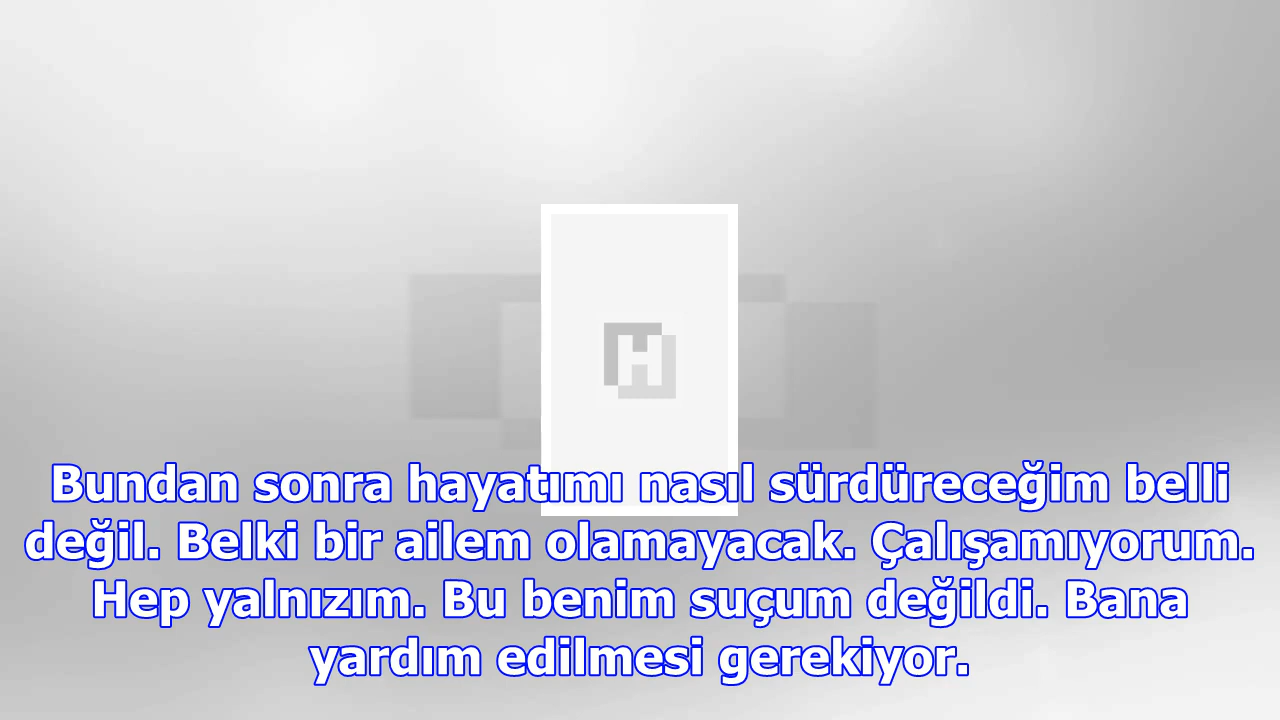 H
Bundan sonra hayatımı nasıl sürdüreceğim belli
değil. Belki bir ailem olamayacak. Çalışamıyorum.
Hep yalnızım. Bu benim suçum değildi. Bana
yardım edilmesi gerekiyor.